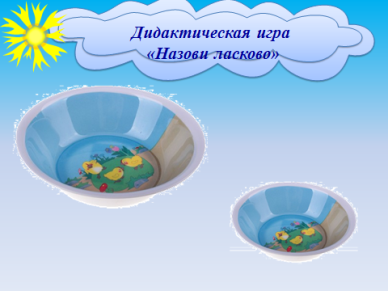 Дидактическая игра
«Назови ласково»